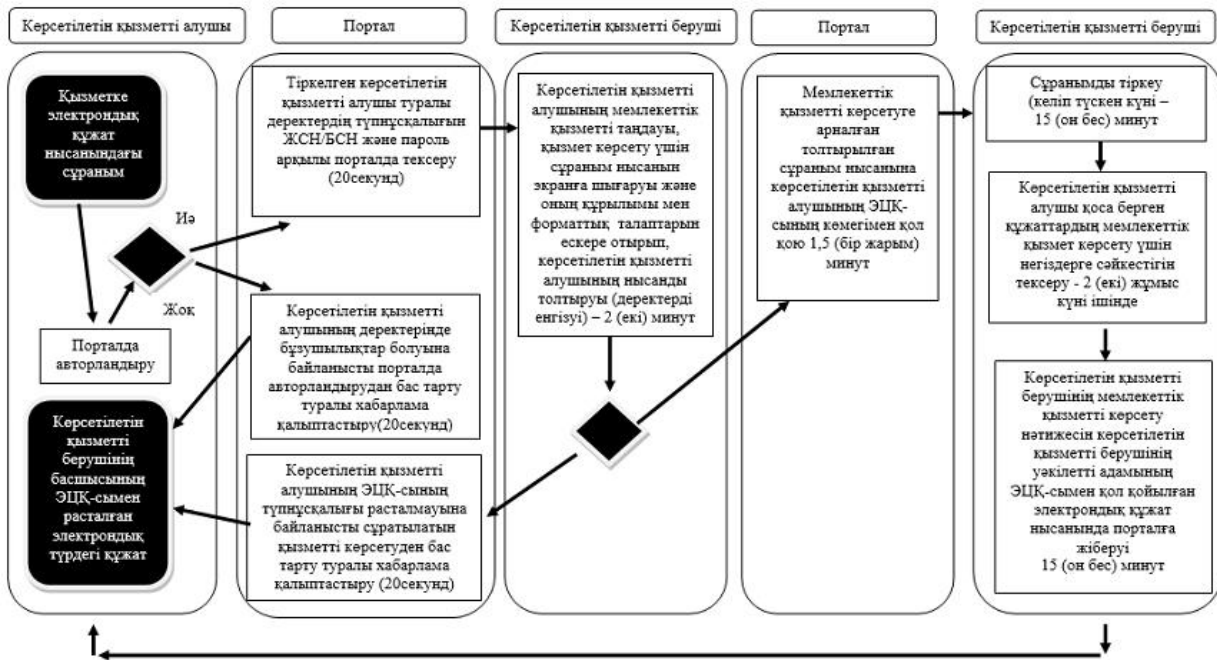 Көрсетілетін қызметті алушы
Портал
Көрсетілетін қызметті беруші
Портал
Көрсетілетін қызметті беруші
Қызметке
электрондық
құжат
нысанындағы
сұраным
Иә
Жоқ
Порталда
авторландыру
Көрсетілетін
қызметті
берушінің
басшысының
ЭЦҚ-сымен
расталған
электрондық
түрдегі құжат
Тіркелген көрсетілетін
қызметті алушы туралы
деректердің түпнұсқалығын
ЖСН/БСН және пароль
арқылы порталда тексеру
(20секунд)
Көрсетілетін қызметті
алушының деректерінде
бұзушылықтар болуына
байланысты порталда
авторландырудан бас тарту
туралы хабарлама
қалыптастыру(20секунд)
Көрсетілетін қызметті
алушының ЭЦҚ-сының
түпнұсқалығы расталмауына
байланысты сұратылатын
қызметті көрсетуден бас
тарту туралы хабарлама
қалыптастыру (20секунд)
Көрсетілетін қызметті
алушының мемлекеттік
қызметті таңдауы,
қызмет көрсету үшін
сұраным нысанын
экранға шығаруы және
оның құрылымы мен
форматтық талаптарын
ескере отырып,
көрсетілетін қызметті
алушының нысанды
толтыруы (деректерді
енгізуі) – 2 (екі) минут
Мемлекеттік
қызметті көрсетуге
арналған
толтырылған
сұраным нысанына
көрсетілетін қызметті
алушының ЭЦҚ-
сының көмегімен қол
қою 1,5 (бір жарым)
минут
Сұранымды тіркеу
(келіп түскен күні –
15 (он бес) минут
Көрсетілетін қызметті
алушы қоса берген
құжаттардың мемлекеттік
қызмет көрсету үшін
негіздерге сәйкестігін
тексеру - 2 (екі) жұмыс
күні ішінде
Көрсетілетін қызметті
берушінің мемлекеттік
қызметті көрсету
нәтижесін көрсетілетін
қызметті берушінің
уәкілетті адамының
ЭЦҚ-сымен қол қойылған
электрондық құжат
нысанында порталға
жіберуі
15 (он бес) минут